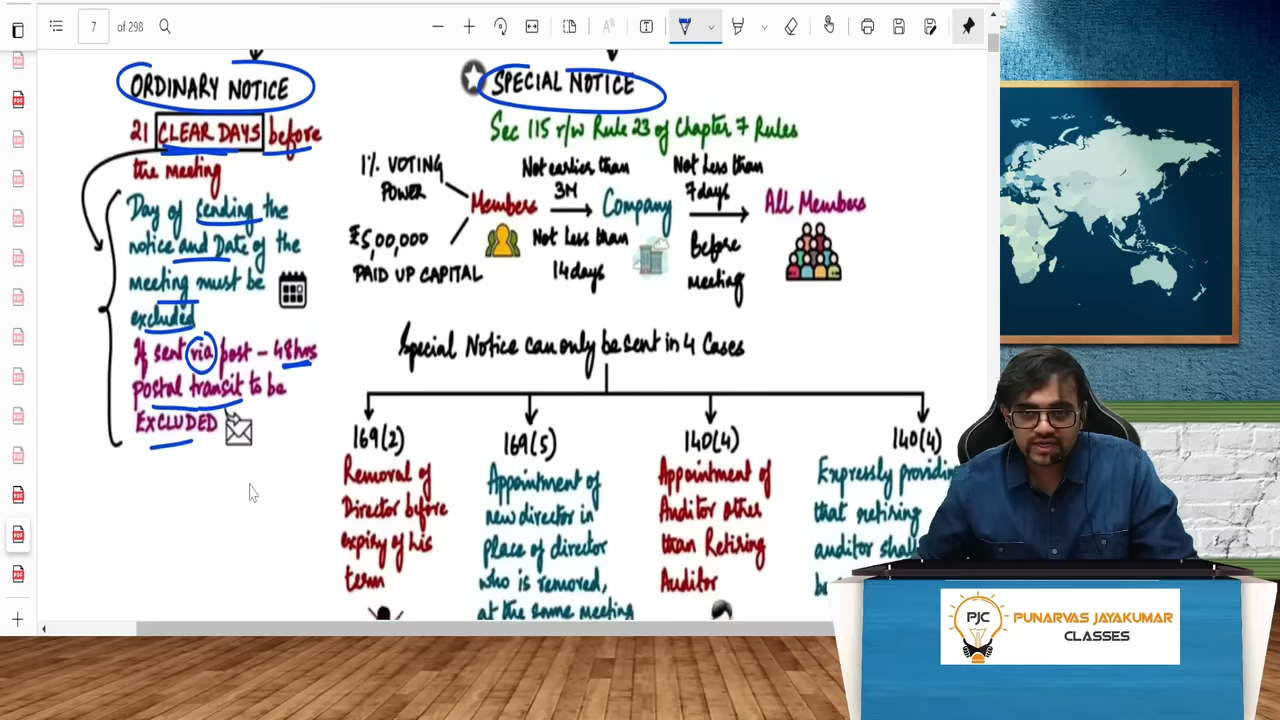 7
of 298
ORDINARY NOTICE
21 CLEAR DAYS before
the meeting
Day of sending the
notice and Date of the
meeting must be
excluded
If sent via post - 48hrs
postal transit to be
EXCLUDED
SPECIAL NOTICE
Sec 115 r/w Rule 23 of Chapter 7 Rules
1% VOTING
POWER
₹5,00,000
PAID UP CAPITAL
Members
Not earlier than
3M
Not Less than
14 days
Company
Not Less than
7 days
Before
meeting
All Members
Special Notice can only be sent in 4 Cases
169(2)
Removal of
Director before
expiry of his
term
169(5)
Appointment of
new director in
place of director
who is removed,
at the same meeting
140(4)
Appointment of
Auditor other
than Retiring
Auditor
140(4)
Expressly providin
that retiring
auditor shall
PJC
PUNARVAS JAYAKUMAR
CLASSES